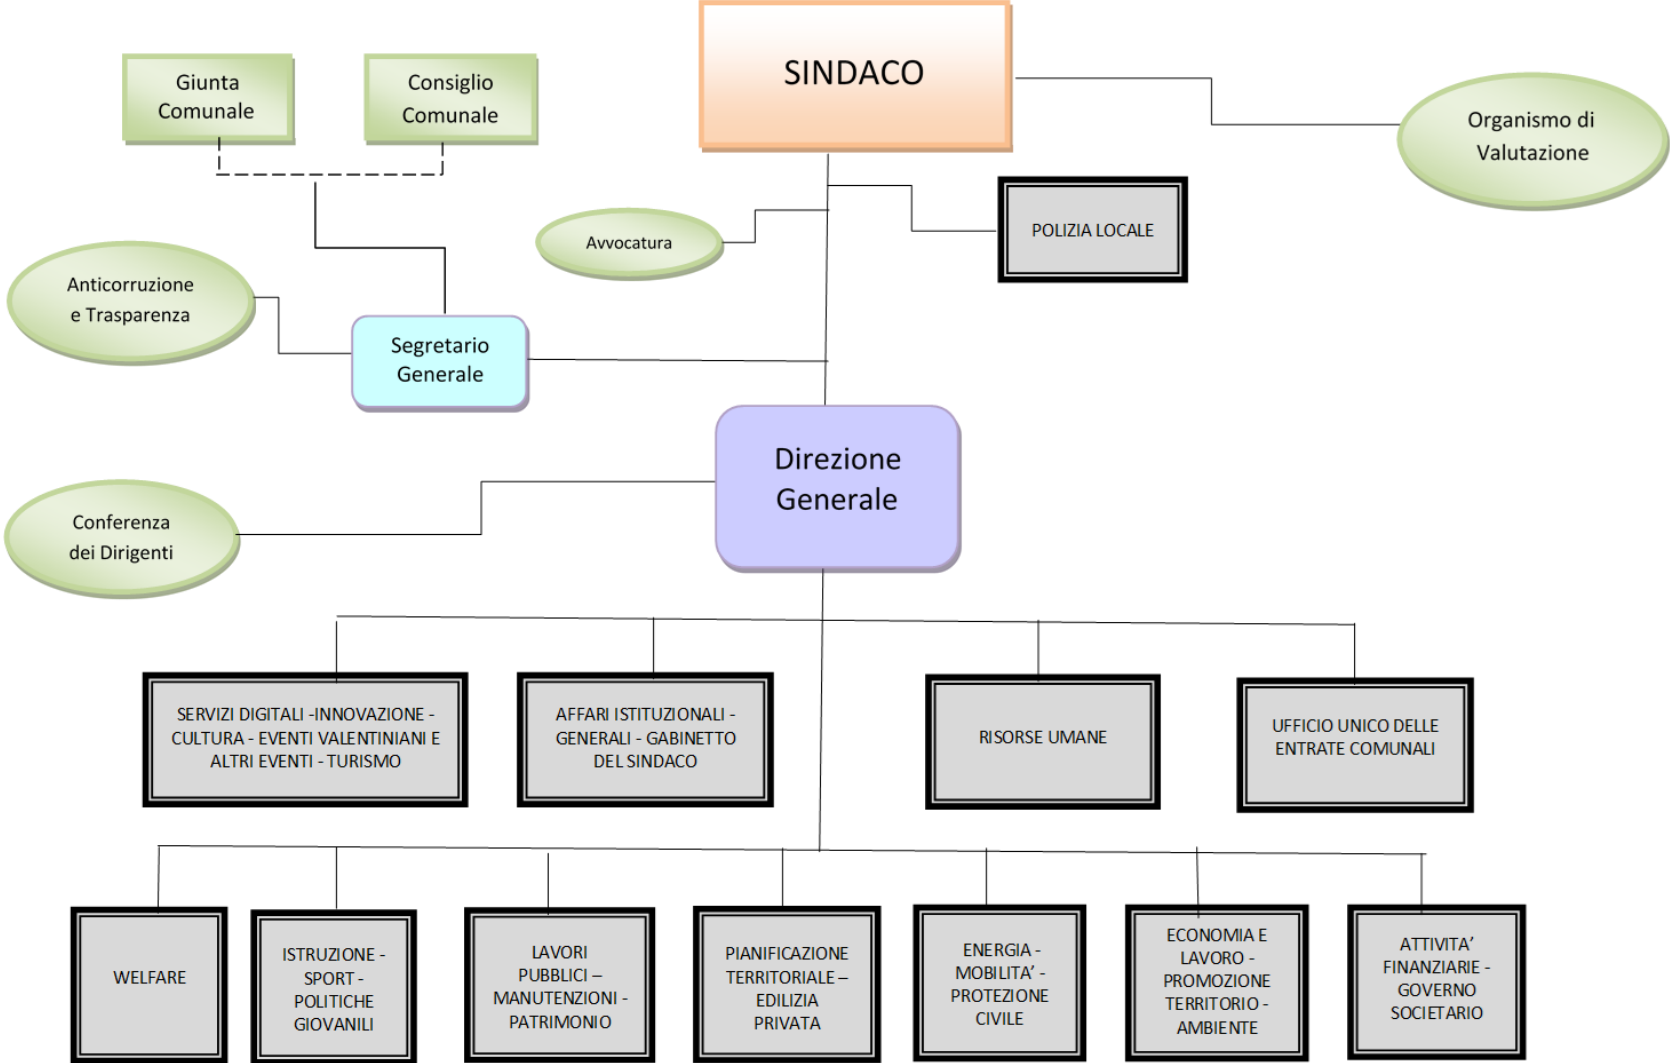 SINDACO
Giunta
Comunale
Consiglio
Comunale
Organismo di
Valutazione
POLIZIA LOCALE
Avvocatura
Anticorruzione
e Trasparenza
Segretario
Generale
Direzione
Generale
Conferenza
dei Dirigenti
SERVIZI DIGITALI -INNOVAZIONE -
CULTURA - EVENTI VALENTINIANI E
ALTRI EVENTI - TURISMO
AFFARI ISTITUZIONALI -
GENERALI - GABINETTO
DEL SINDACO
RISORSE UMANE
UFFICIO UNICO DELLE
ENTRATE COMUNALI
WELFARE
ISTRUZIONE -
SPORT -
POLITICHE
GIOVANILI
LAVORI
PUBBLICI –
MANUTENZIONI -
PATRIMONIO
PIANIFICAZIONE
TERRITORIALE –
EDILIZIA
PRIVATA
ENERGIA -
MOBILITA’ -
PROTEZIONE
CIVILE
ECONOMIA E
LAVORO -
PROMOZIONE
TERRITORIO -
AMBIENTE
ATTIVITA’
FINANZIARIE -
GOVERNO
SOCIETARIO